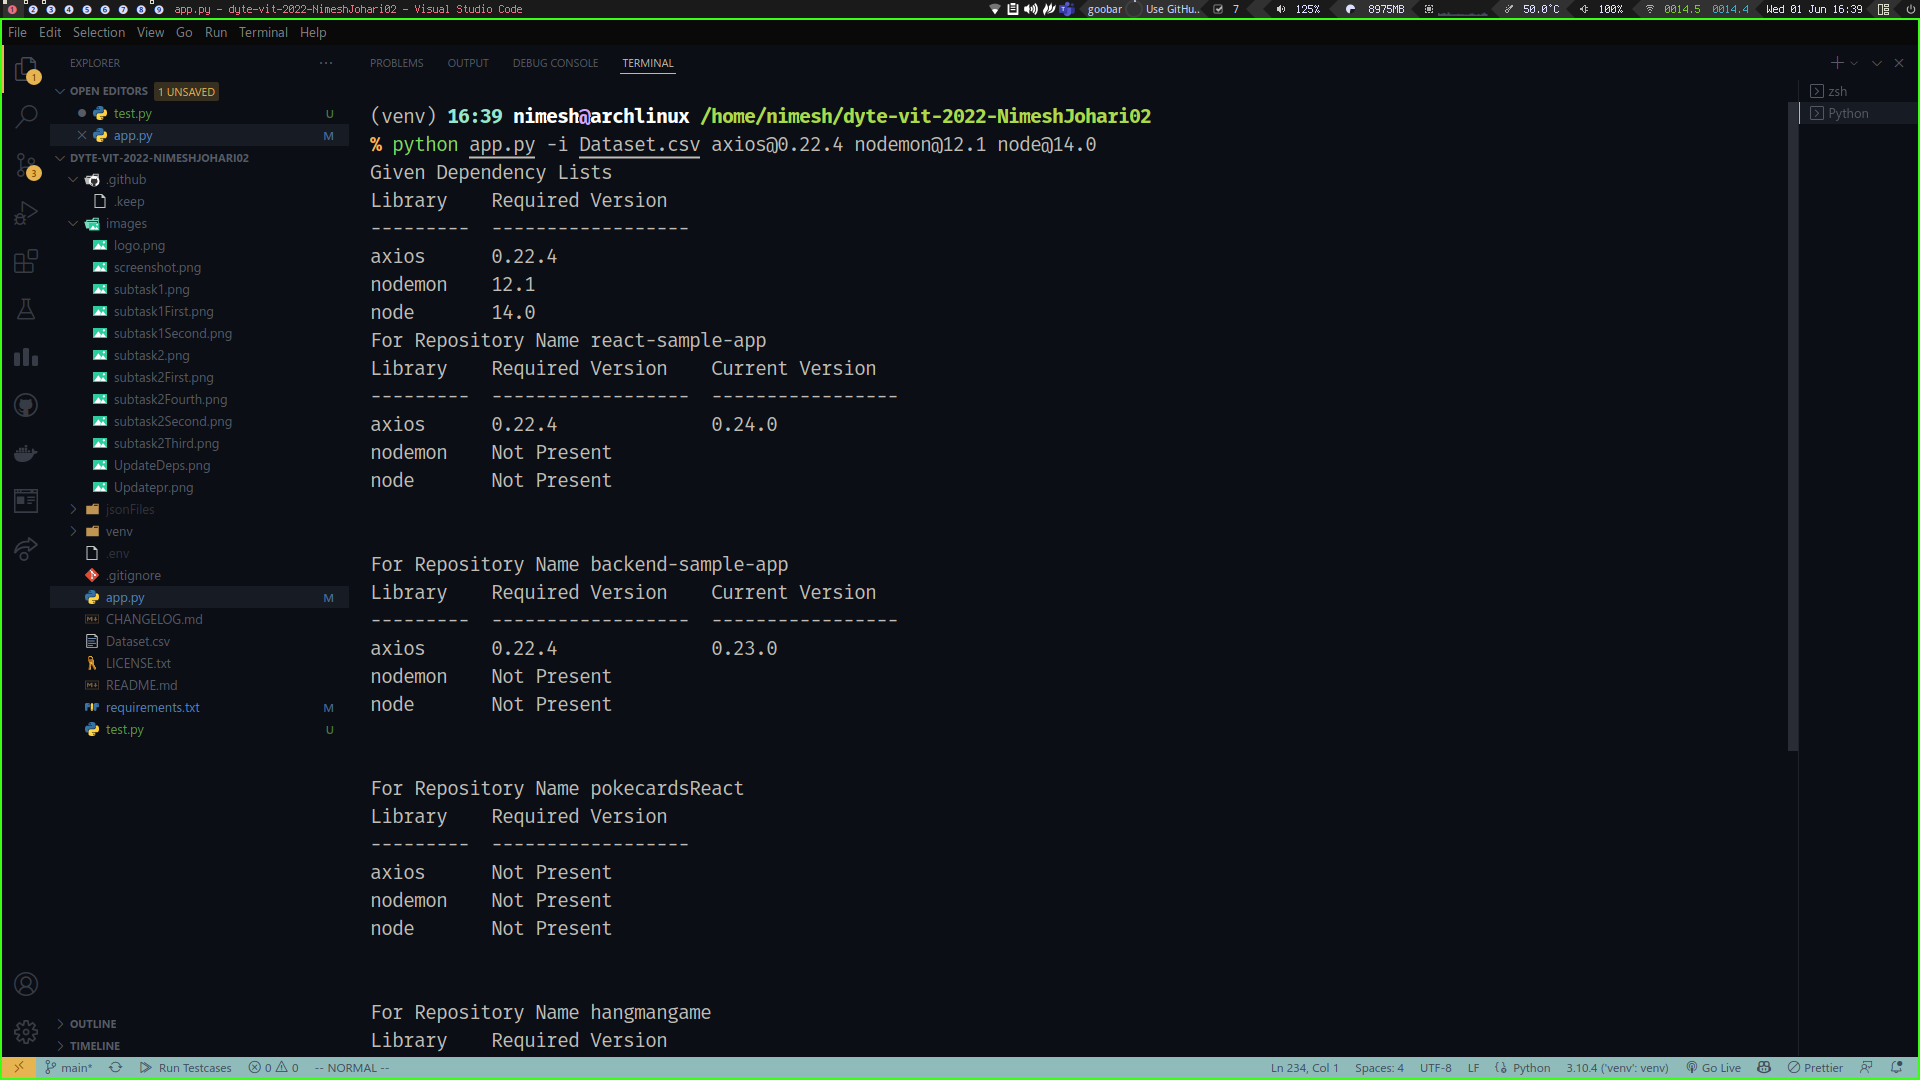 1 2 3 4 5 6 7 8 9 app.py - dyte-vit-2022-NimeshJohari02 - Visual Studio Code goobar Use GitHu.. 7 125% 8975MB 50.0°C 100% 0014.5 0014.4 Wed 01 Jun 16:39
File Edit Selection View Go Run Terminal Help
EXPLORER ...
PROBLEMS OUTPUT DEBUG CONSOLE TERMINAL
1
3
OPEN EDITORS 1 UNSAVED
test.py U
app.py M
DYTE-VIT-2022-NIMESHJOHARI02
.github
.keep
images
logo.png
screenshot.png
subtask1.png
subtask1First.png
subtask1Second.png
subtask2.png
subtask2First.png
subtask2Fourth.png
subtask2Second.png
subtask2Third.png
UpdateDeps.png
Updatepr.png
jsonFiles
venv
.env
.gitignore
app.py M
CHANGELOG.md
Dataset.csv
LICENSE.txt
README.md
requirements.txt M
test.py U
OUTLINE
TIMELINE
(venv) 16:39 nimesh@archlinux /home/nimesh/dyte-vit-2022-NimeshJohari02
% python app.py -i Dataset.csv axios@0.22.4 nodemon@12.1 node@14.0
Given Dependency Lists
Library Required Version
--------- ------------------
axios 0.22.4
nodemon 12.1
node 14.0
For Repository Name react-sample-app
Library Required Version Current Version
--------- ------------------ -----------------
axios 0.22.4 0.24.0
nodemon Not Present
node Not Present
For Repository Name backend-sample-app
Library Required Version Current Version
--------- ------------------ -----------------
axios 0.22.4 0.23.0
nodemon Not Present
node Not Present
For Repository Name pokecardsReact
Library Required Version
--------- ------------------
axios Not Present
nodemon Not Present
node Not Present
For Repository Name hangmangame
Library Required Version
zsh
Python
main* Run Testcases 0 0 -- NORMAL -- Ln 234, Col 1 Spaces: 4 UTF-8 LF Python 3.10.4 ('venv': venv) Go Live Prettier